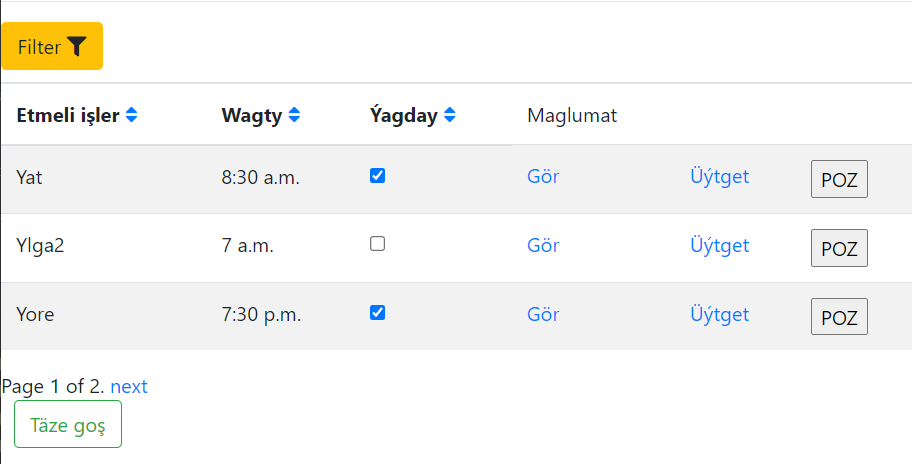 Filter
Etmeli işler Wagty Ýagday Maglumat
Yat 8:30 a.m. Gör Üýtget POZ
Ylga2 7 a.m. Gör Üýtget POZ
Yore 7:30 p.m. Gör Üýtget POZ
Page 1 of 2. next
Täze goş